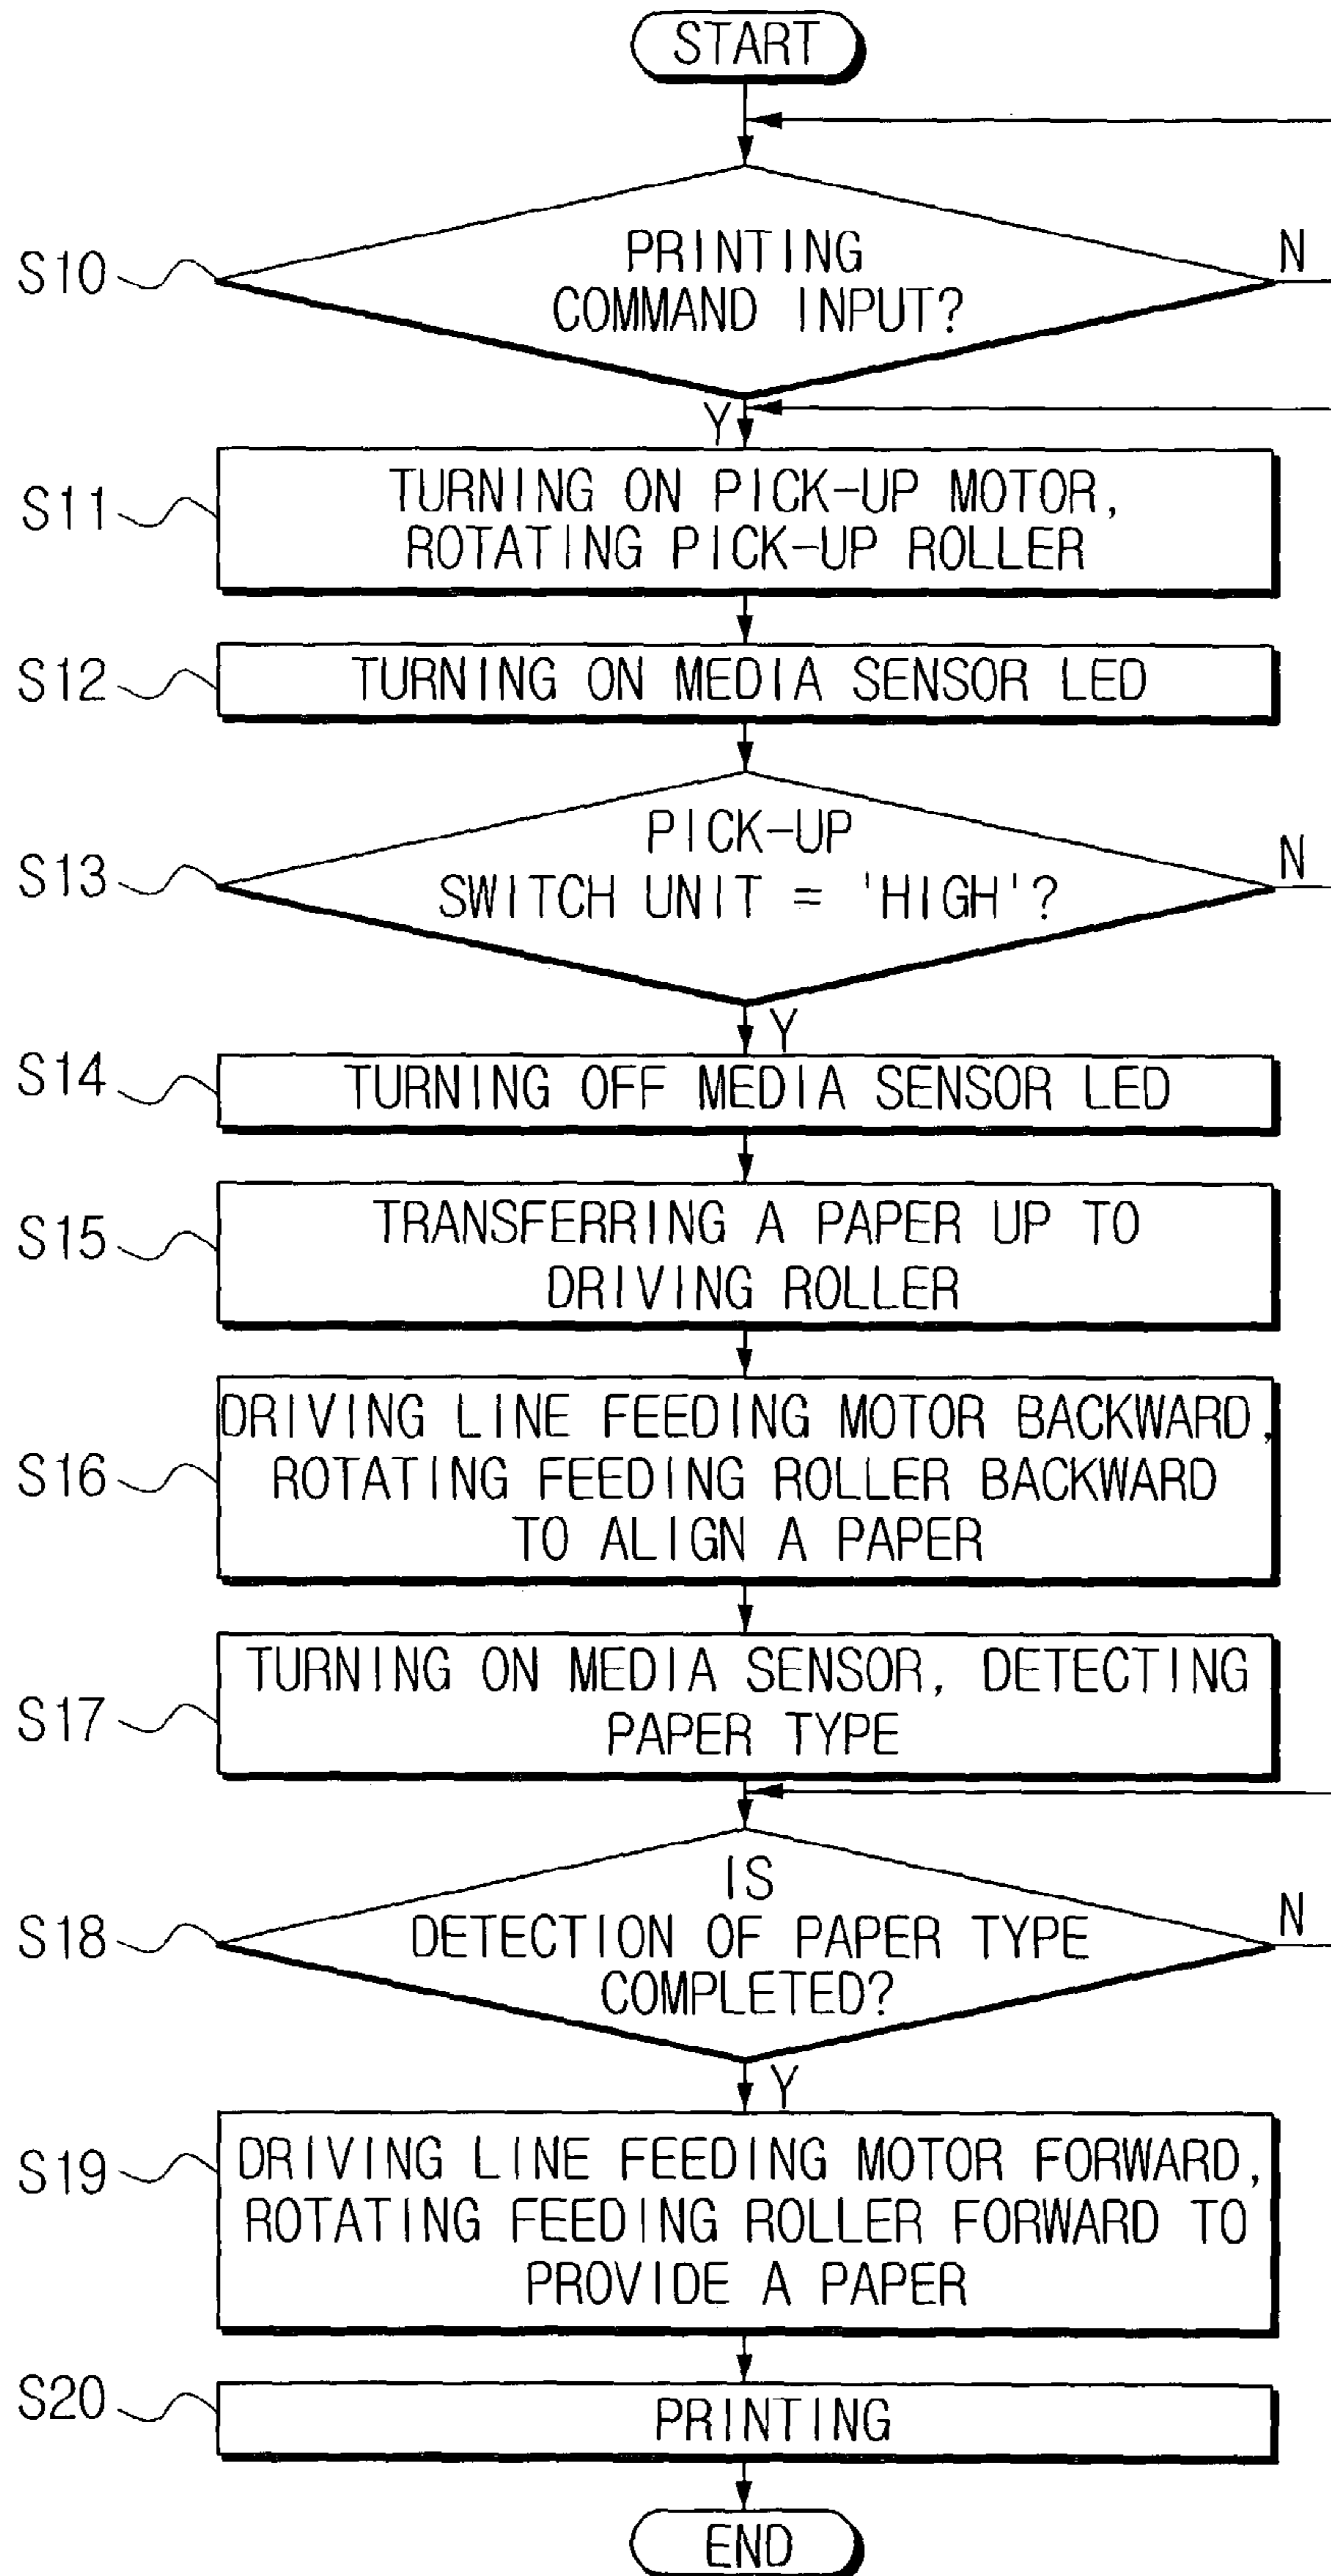 START
S10
PRINTING
COMMAND INPUT?
N
Y
S11
TURNING ON PICK-UP MOTOR,
ROTATING PICK-UP ROLLER
S12
TURNING ON MEDIA SENSOR LED
S13
PICK-UP
SWITCH UNIT = 'HIGH'?
N
Y
S14
TURNING OFF MEDIA SENSOR LED
S15
TRANSFERRING A PAPER UP TO
DRIVING ROLLER
S16
DRIVING LINE FEEDING MOTOR BACKWARD,
ROTATING FEEDING ROLLER BACKWARD
TO ALIGN A PAPER
S17
TURNING ON MEDIA SENSOR, DETECTING
PAPER TYPE
S18
IS
DETECTION OF PAPER TYPE
COMPLETED?
N
Y
S19
DRIVING LINE FEEDING MOTOR FORWARD,
ROTATING FEEDING ROLLER FORWARD TO
PROVIDE A PAPER
S20
PRINTING
END